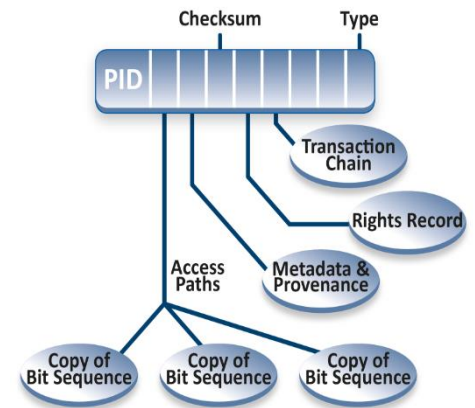 Checksum
Type
PID
Transaction
Chain
Rights Record
Access
Paths
Metadata &
Provenance
Copy of
Bit Sequence
Copy of
Bit Sequence
Copy of
Bit Sequence